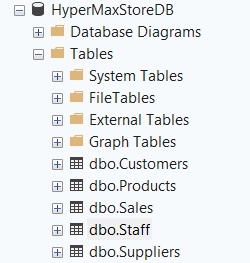 HyperMaxStoreDB
Database Diagrams
Tables
System Tables
FileTables
External Tables
Graph Tables
dbo.Customers
dbo.Products
dbo.Sales
dbo.Staff
dbo.Suppliers